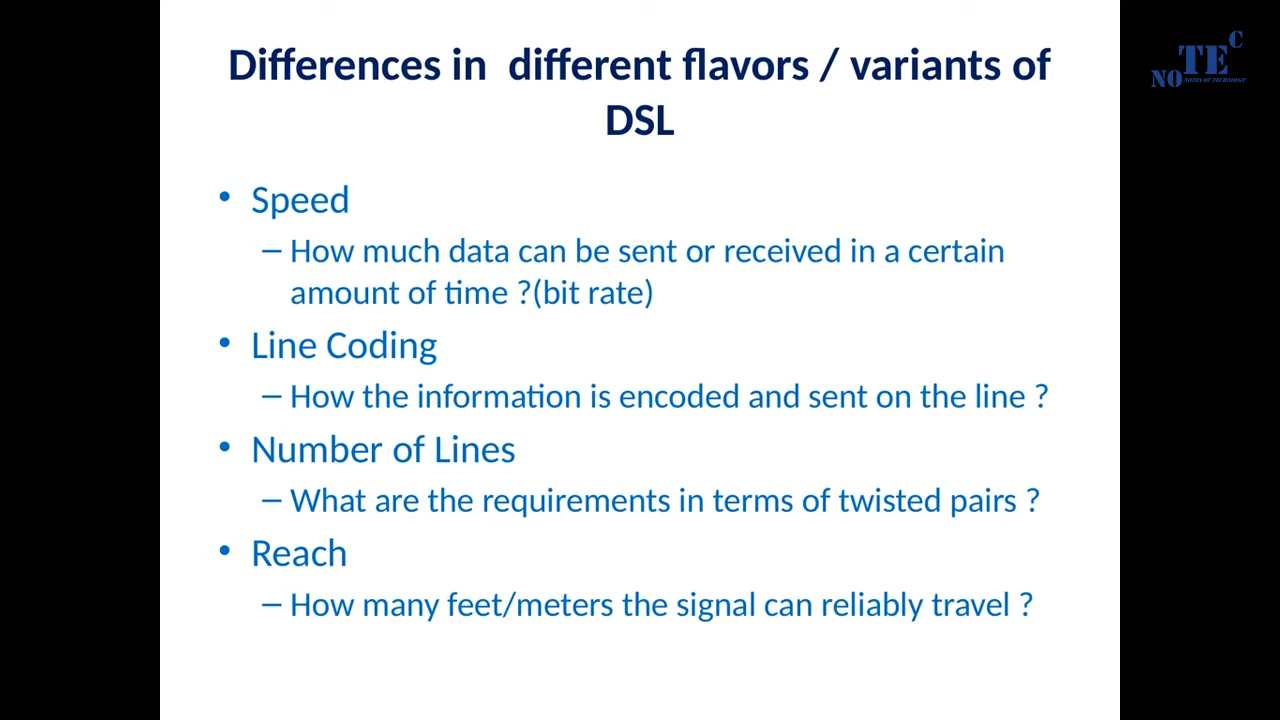 Differences in different flavors / variants of
DSL
• Speed
– How much data can be sent or received in a certain
amount of time ?(bit rate)
• Line Coding
– How the information is encoded and sent on the line ?
• Number of Lines
– What are the requirements in terms of twisted pairs ?
• Reach
– How many feet/meters the signal can reliably travel ?
NOTEC
NOTES OF TECHNOLOGY